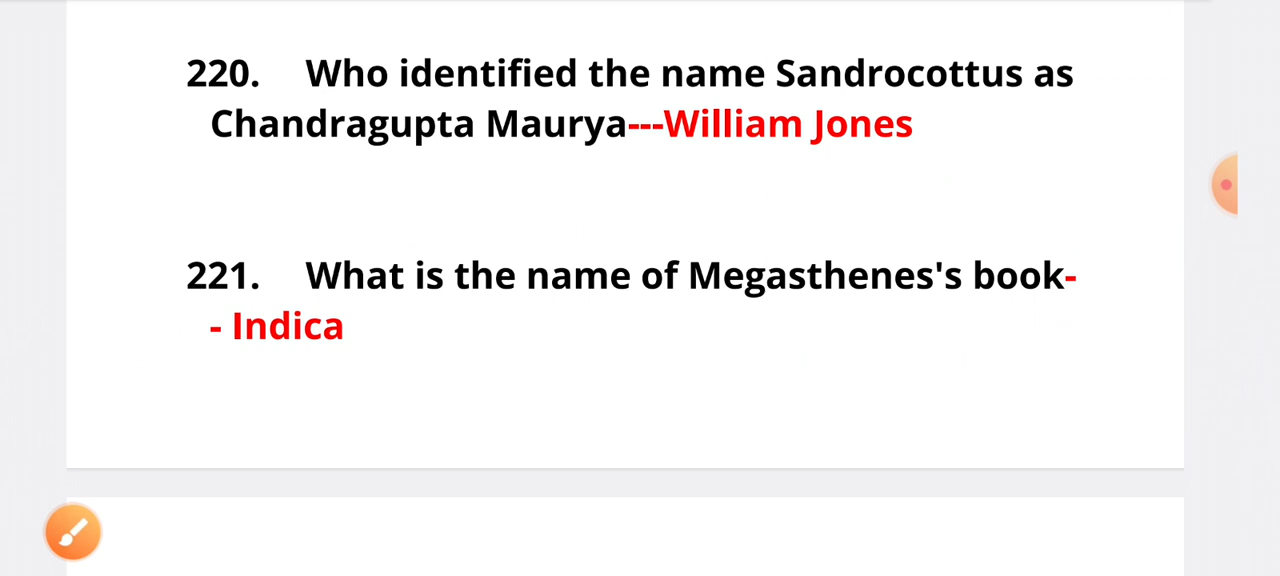 220. Who identified the name Sandrocottus as
Chandragupta Maurya---William Jones
221. What is the name of Megasthenes's book-
- Indica